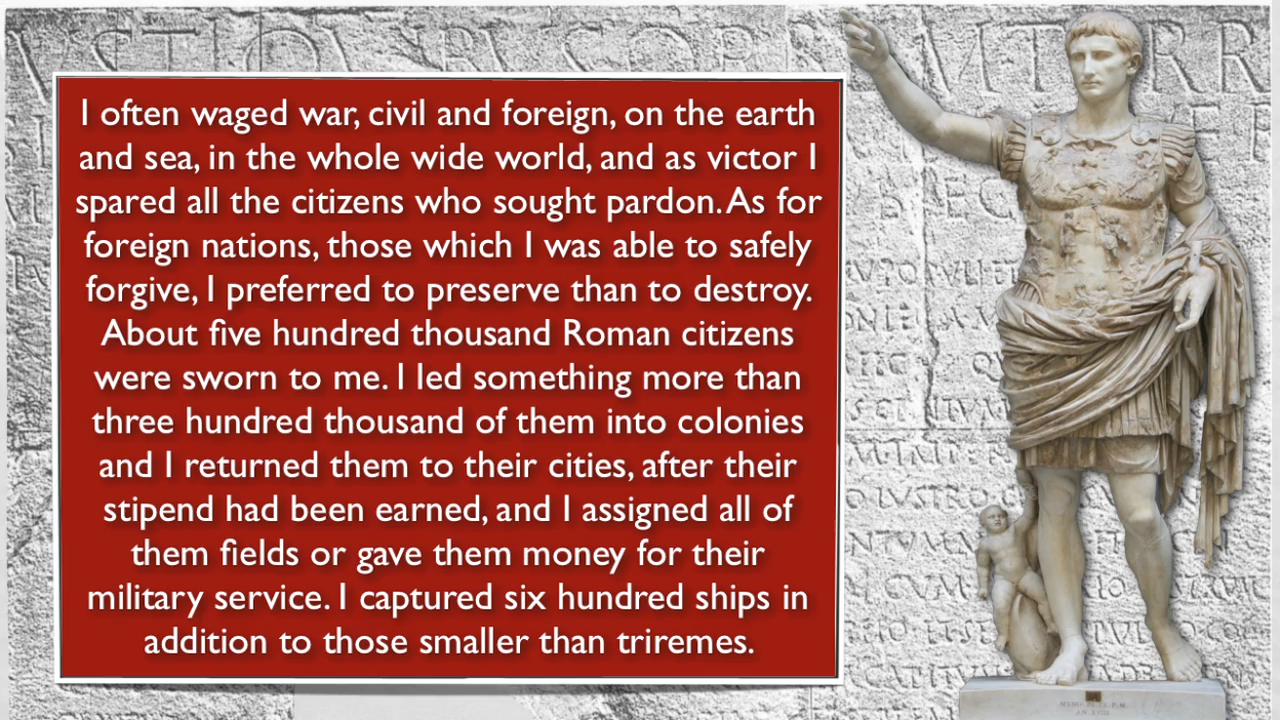 I often waged war, civil and foreign, on the earth
and sea, in the whole wide world, and as victor I
spared all the citizens who sought pardon. As for
foreign nations, those which I was able to safely
forgive, I preferred to preserve than to destroy.
About five hundred thousand Roman citizens
were sworn to me. I led something more than
three hundred thousand of them into colonies
and I returned them to their cities, after their
stipend had been earned, and I assigned all of
them fields or gave them money for their
military service. I captured six hundred ships in
addition to those smaller than triremes.